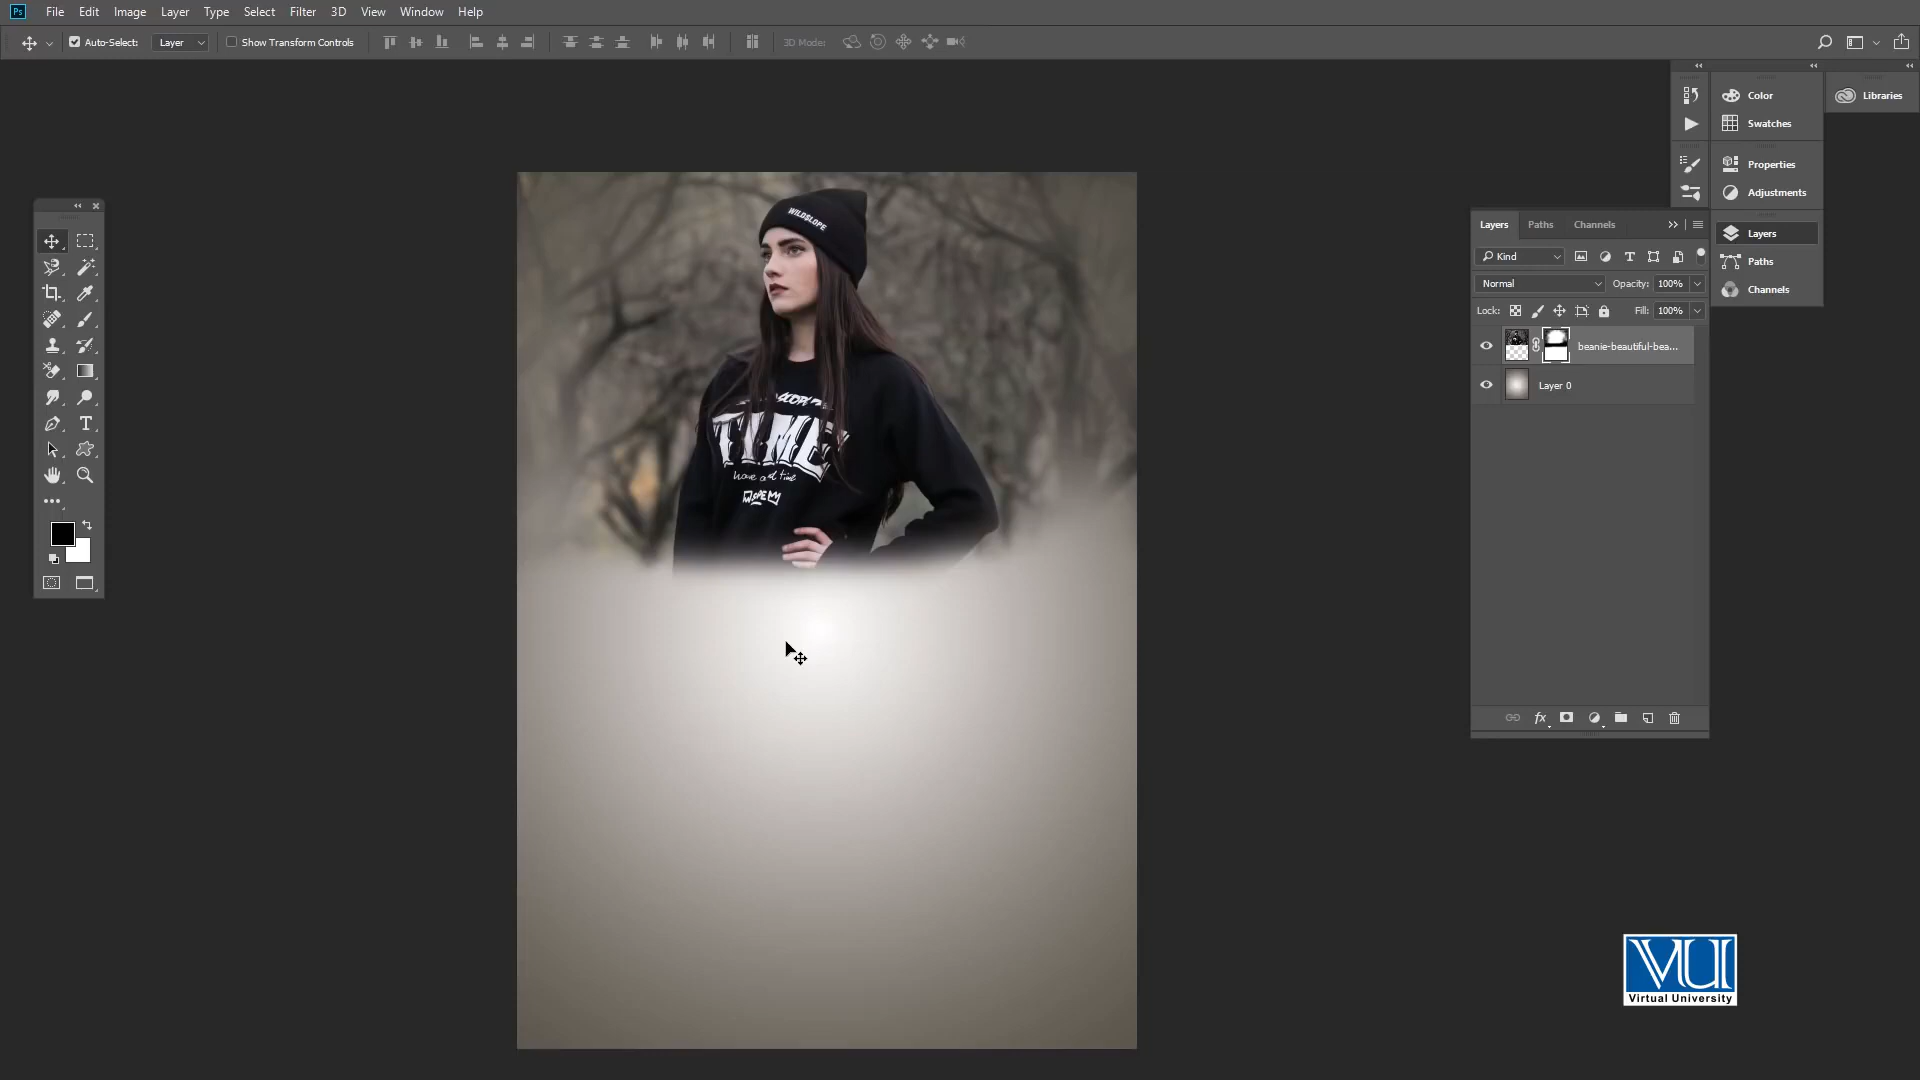 Ps File Edit Image Layer Type Select Filter 3D View Window Help
Auto-Select: Layer Show Transform Controls 3D Mode:
Color
Libraries
Swatches
Properties
Adjustments
Layers Paths Channels
Layers
Kind
Paths
Normal Opacity: 100%
Channels
Lock: Fill: 100%
beanie-beautiful-bea...
Layer 0
fx
WILDSLOPE
TIME
VU
Virtual University